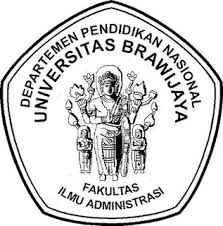 DEPARTEMEN PENDIDIKAN NASIONAL
UNIVERSITAS BRAWIJAYA
FAKULTAS
ILMU ADMINISTRASI